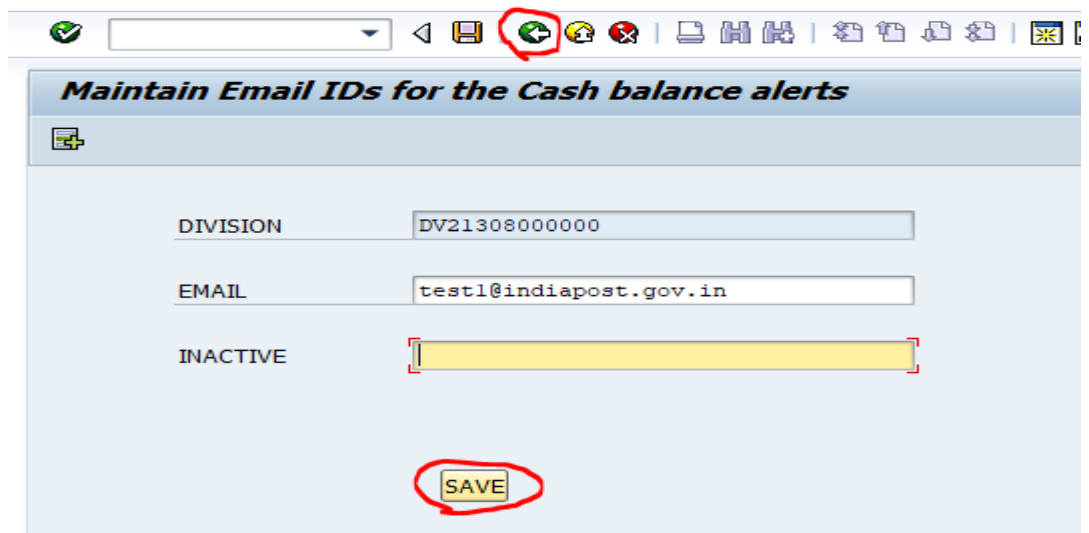 Maintain Email IDs for the Cash balance alerts
DIVISION DV21308000000
EMAIL test1@indiapost.gov.in
INACTIVE
SAVE